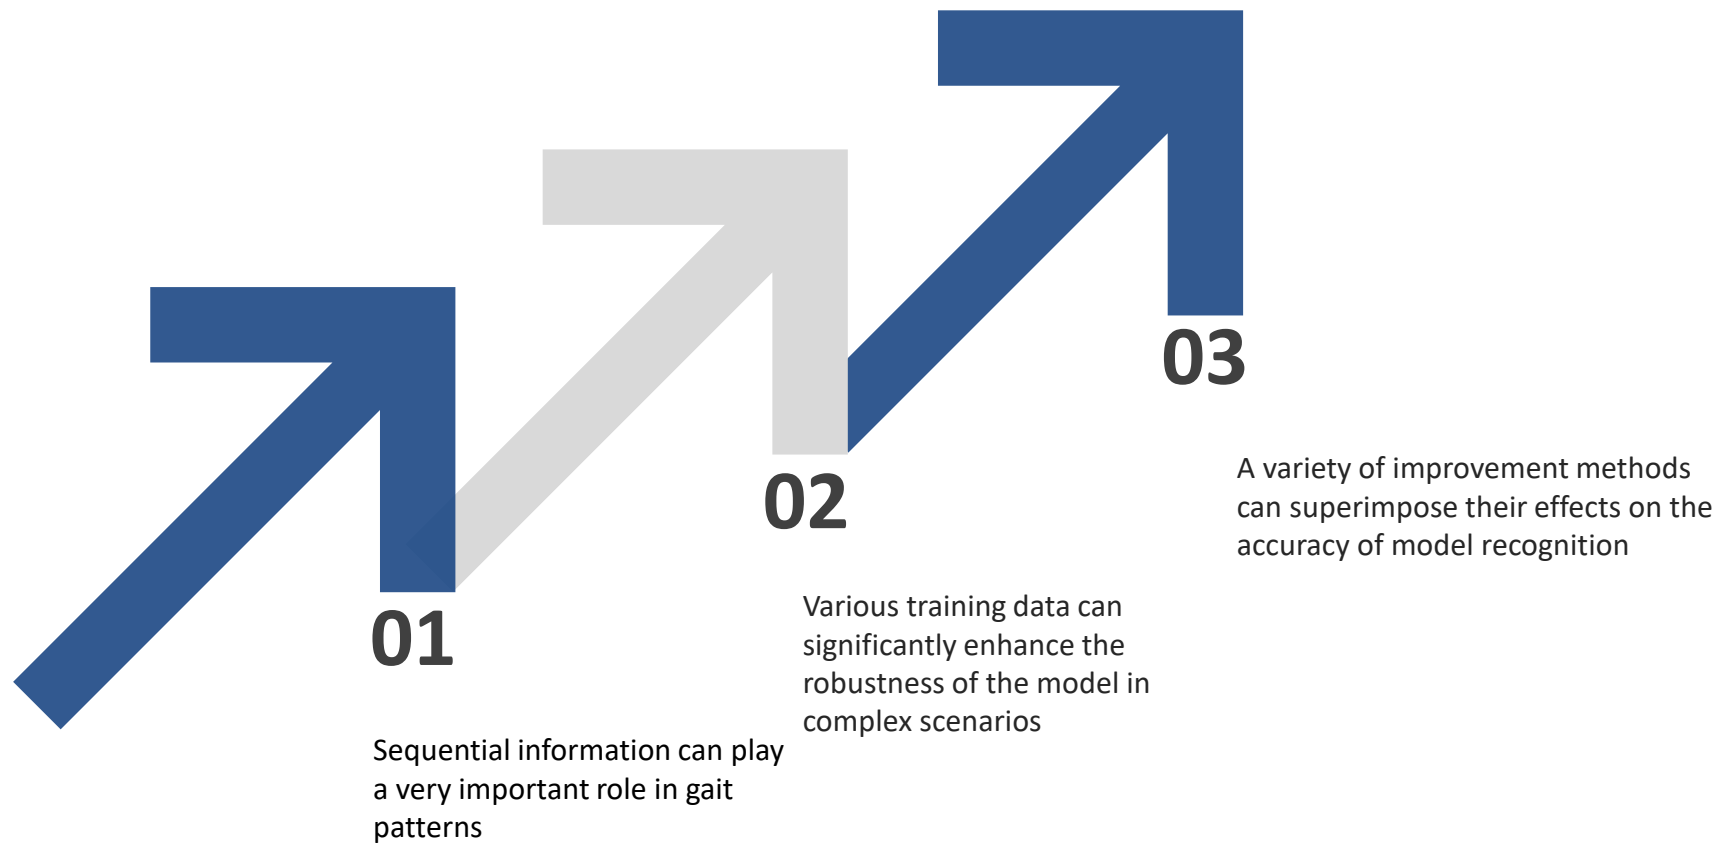 01
Sequential information can play
a very important role in gait
patterns
02
Various training data can
significantly enhance the
robustness of the model in
complex scenarios
03
A variety of improvement methods
can superimpose their effects on the
accuracy of model recognition